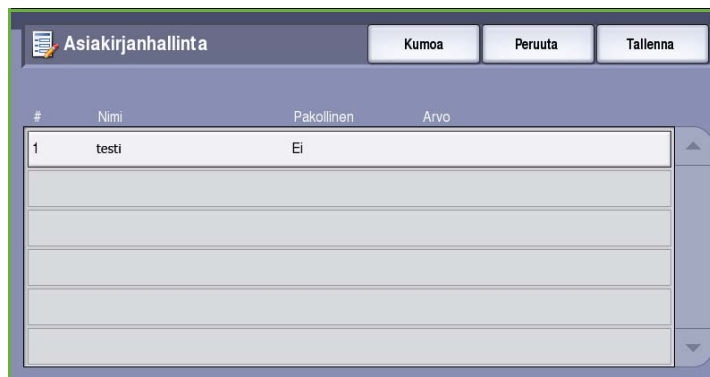 Asiakirjanhallinta Kumoa Peruuta Tallenna
# Nimi Pakollinen Arvo
1 testi Ei